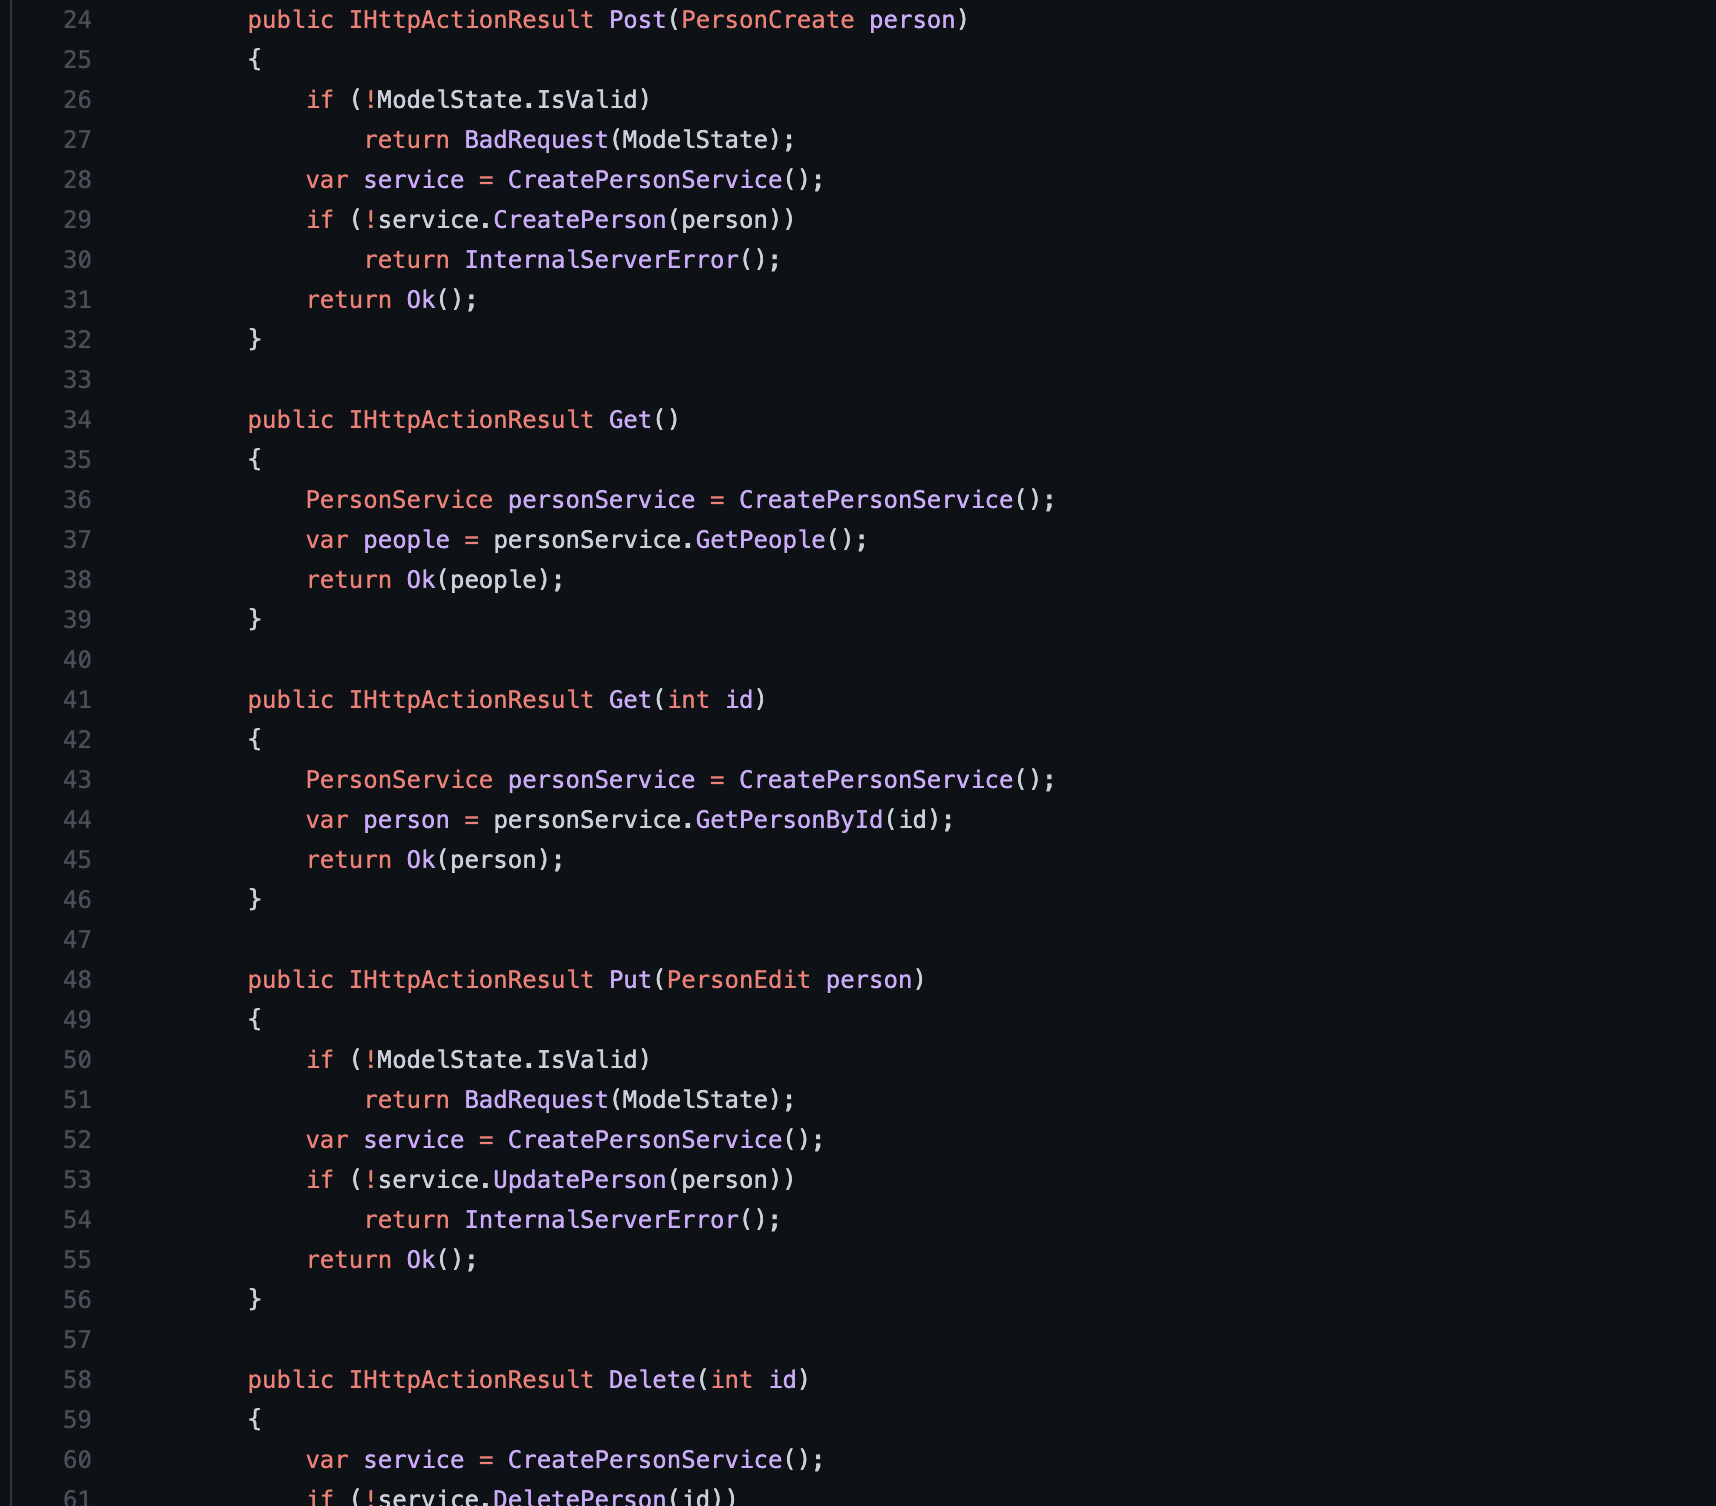 24 public IHttpActionResult Post(PersonCreate person)
25 {
26 if (!ModelState.IsValid)
27 return BadRequest(ModelState);
28 var service = CreatePersonService();
29 if (!service.CreatePerson(person))
30 return InternalServerError();
31 return Ok();
32 }
33
34 public IHttpActionResult Get()
35 {
36 PersonService personService = CreatePersonService();
37 var people = personService.GetPeople();
38 return Ok(people);
39 }
40
41 public IHttpActionResult Get(int id)
42 {
43 PersonService personService = CreatePersonService();
44 var person = personService.GetPersonById(id);
45 return Ok(person);
46 }
47
48 public IHttpActionResult Put(PersonEdit person)
49 {
50 if (!ModelState.IsValid)
51 return BadRequest(ModelState);
52 var service = CreatePersonService();
53 if (!service.UpdatePerson(person))
54 return InternalServerError();
55 return Ok();
56 }
57
58 public IHttpActionResult Delete(int id)
59 {
60 var service = CreatePersonService();
61 if (!service.DeletePerson(id))